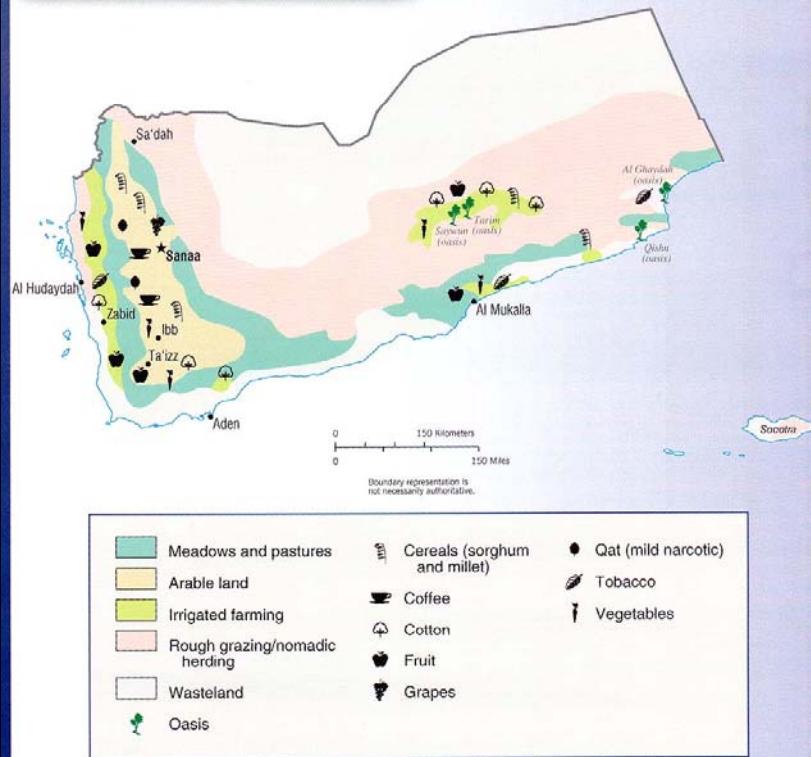 Sa'dah
Al Ghaydah
(oasis)
Tarim
(oasis)
Saywun
(oasis)
Sanaa
Qishn
(oasis)
Al Hudaydah
Zabid
Ibb
Al Mukalla
Ta'izz
Aden
Socotra
0 150 Kilometers
0 150 Miles
Boundary representation is
not necessarily authoritative.
Meadows and pastures
Arable land
Irrigated farming
Rough grazing/nomadic
herding
Wasteland
Oasis
Cereals (sorghum
and millet)
Coffee
Cotton
Fruit
Grapes
Qat (mild narcotic)
Tobacco
Vegetables